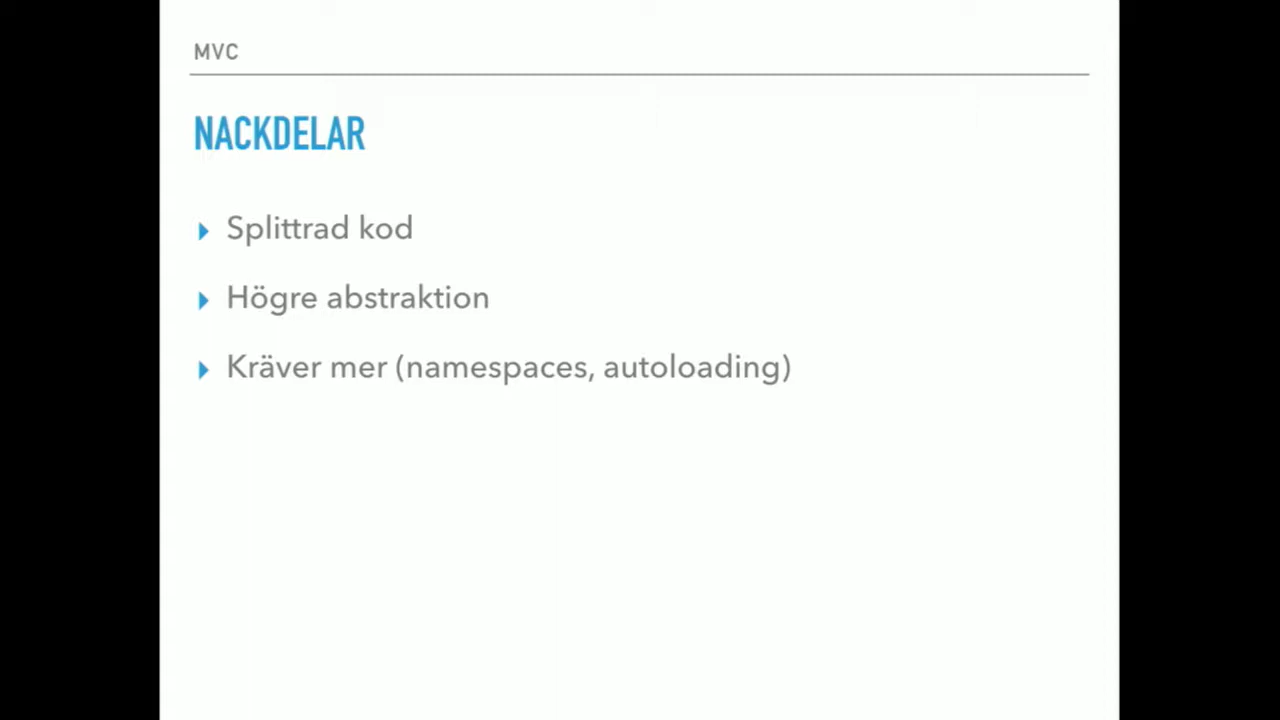 MVC
NACKDELAR
Splittrad kod
Högre abstraktion
Kräver mer (namespaces, autoloading)